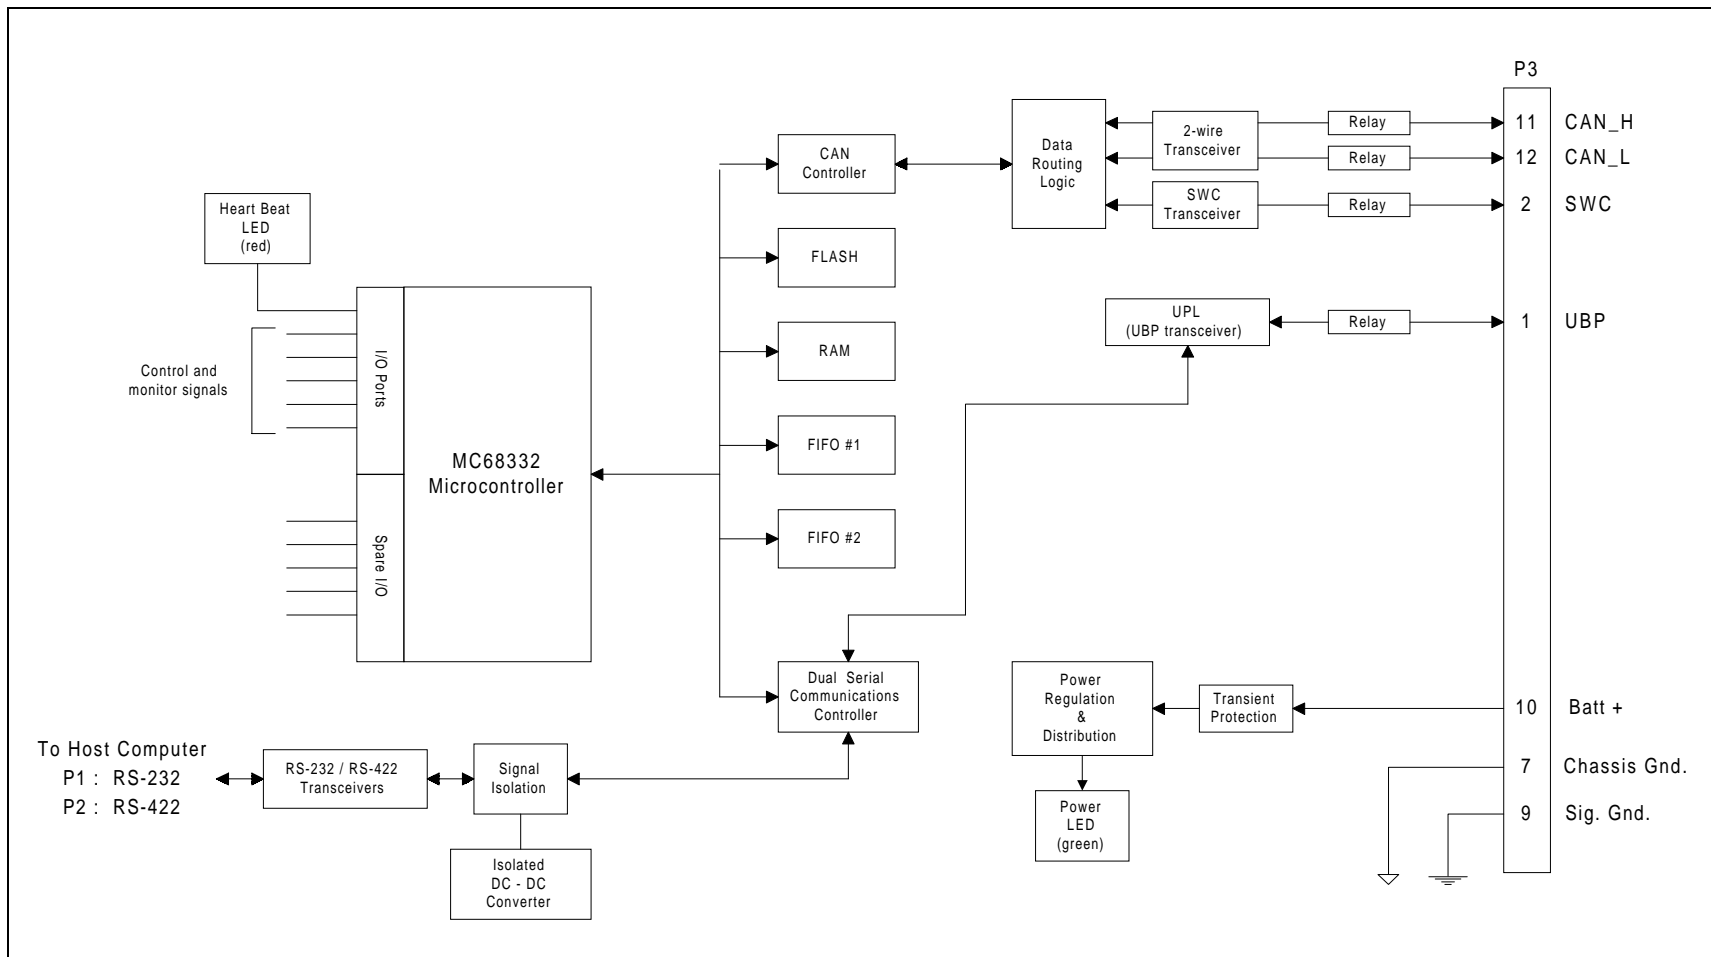 P3
11 CAN_H
12 CAN_L
2 SWC
1 UBP
10 Batt +
7 Chassis Gnd.
9 Sig. Gnd.
CAN
Controller
Data
Routing
Logic
2-wire
Transceiver
SWC
Transceiver
Relay
Relay
Relay
Heart Beat
LED
(red)
FLASH
UPL
(UBP transceiver)
Relay
RAM
I/O Ports
Control and
monitor signals
FIFO #1
MC68332
Microcontroller
FIFO #2
Spare I/O
Dual Serial
Communications
Controller
Power
Regulation
&
Distribution
Transient
Protection
To Host Computer
P1 : RS-232
P2 : RS-422
RS-232 / RS-422
Transceivers
Signal
Isolation
Power
LED
(green)
Isolated
DC - DC
Converter